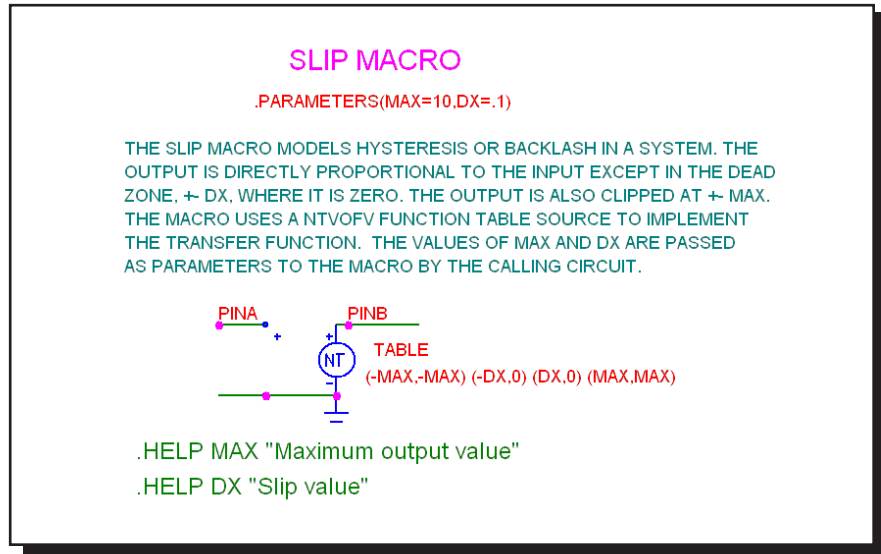 SLIP MACRO
.PARAMETERS(MAX=10,DX=.1)
THE SLIP MACRO MODELS HYSTERESIS OR BACKLASH IN A SYSTEM. THE
OUTPUT IS DIRECTLY PROPORTIONAL TO THE INPUT EXCEPT IN THE DEAD
ZONE, +- DX, WHERE IT IS ZERO. THE OUTPUT IS ALSO CLIPPED AT +- MAX.
THE MACRO USES A NTVOFV FUNCTION TABLE SOURCE TO IMPLEMENT
THE TRANSFER FUNCTION. THE VALUES OF MAX AND DX ARE PASSED
AS PARAMETERS TO THE MACRO BY THE CALLING CIRCUIT.
PINA PINB
+ +
NT TABLE
- (-MAX,-MAX) (-DX,0) (DX,0) (MAX,MAX)
.HELP MAX "Maximum output value"
.HELP DX "Slip value"